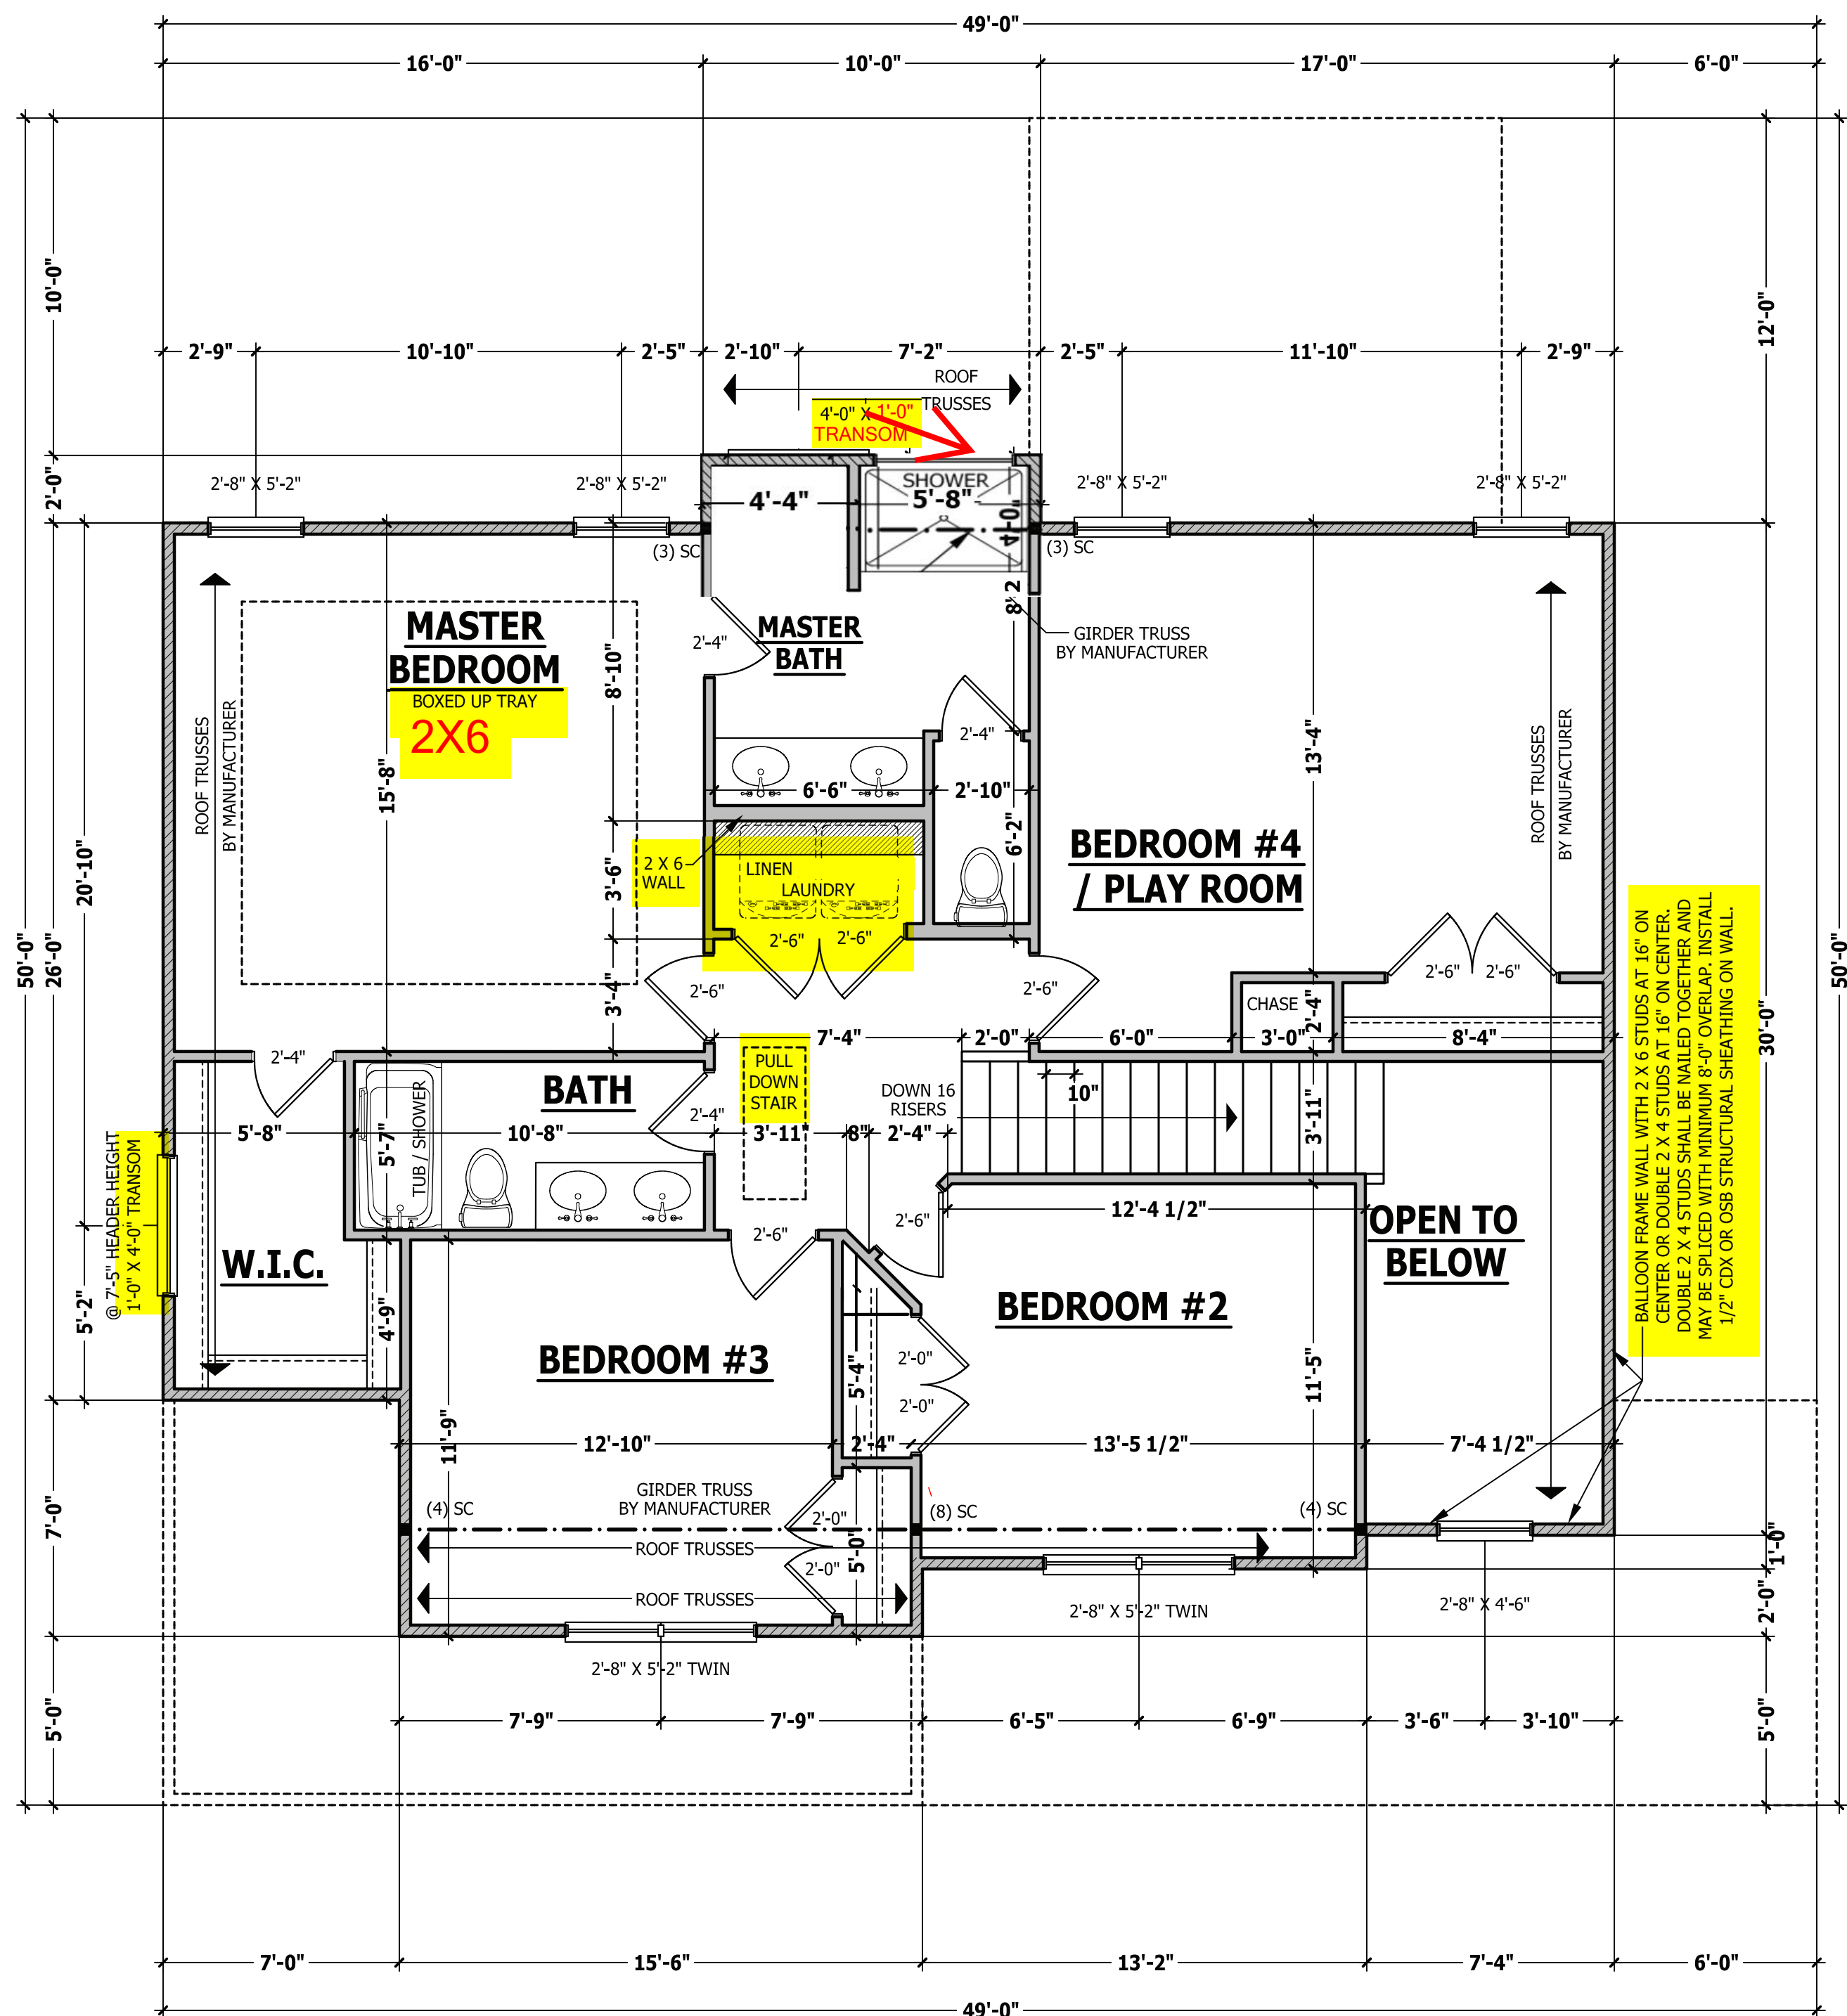 49'-0"
16'-0"
10'-0"
17'-0"
6'-0"
10'-0"
12'-0"
2'-9"
10'-10"
2'-5"
2'-10"
7'-2"
2'-5"
11'-10"
2'-9"
ROOF
TRUSSES
4'-0" X 1'-0"
TRANSOM
2'-0"
2'-8" X 5'-2"
2'-8" X 5'-2"
2'-8" X 5'-2"
2'-8" X 5'-2"
SHOWER
4'-4"
5'-8"
4'-0"
(3) SC
(3) SC
8'-2
MASTER
BEDROOM
BOXED UP TRAY
2X6
2'-4"
MASTER
BATH
GIRDER TRUSS
BY MANUFACTURER
8'-10"
13'-4"
ROOF TRUSSES
BY MANUFACTURER
ROOF TRUSSES
BY MANUFACTURER
15'-8"
2'-4"
6'-6"
2'-10"
6'-2"
20'-10"
2 X 6
WALL
3'-6"
LINEN
LAUNDRY
2'-6"
2'-6"
BEDROOM #4
/ PLAY ROOM
50'-0"
26'-0"
50'-0"
30'-0"
BALLOON FRAME WALL WITH 2 X 6 STUDS AT 16" ON
CENTER OR DOUBLE 2 X 4 STUDS AT 16" ON CENTER.
DOUBLE 2 X 4 STUDS SHALL BE NAILED TOGETHER AND
MAY BE SPLICED WITH MINIMUM 8'-0" OVERLAP. INSTALL
1/2" CDX OR OSB STRUCTURAL SHEATHING ON WALL.
3'-4"
2'-6"
2'-6"
2'-6"
2'-6"
CHASE
2'-4"
7'-4"
2'-0"
6'-0"
3'-0"
8'-4"
2'-4"
BATH
PULL
DOWN
STAIR
DOWN 16
RISERS
10"
TUB / SHOWER
2'-4"
5'-8"
10'-8"
5'-7"
3'-11"
8"
2'-4"
3'-11"
@ 7'-5" HEADER HEIGHT
1'-0" X 4'-0" TRANSOM
5'-2"
W.I.C.
4'-9"
2'-6"
2'-6"
12'-4 1/2"
OPEN TO
BELOW
BEDROOM #2
BEDROOM #3
2'-0"
2'-0"
5'-4"
11'-5"
11'-9"
12'-10"
2'-4"
13'-5 1/2"
7'-4 1/2"
GIRDER TRUSS
BY MANUFACTURER
(4) SC
(8) SC
(4) SC
2'-0"
2'-0"
5'-0"
ROOF TRUSSES
ROOF TRUSSES
7'-0"
1'-0"
2'-0"
2'-8" X 5'-2" TWIN
2'-8" X 4'-6"
2'-8" X 5'-2" TWIN
5'-0"
5'-0"
7'-9"
7'-9"
6'-5"
6'-9"
3'-6"
3'-10"
7'-0"
15'-6"
13'-2"
7'-4"
6'-0"
49'-0"